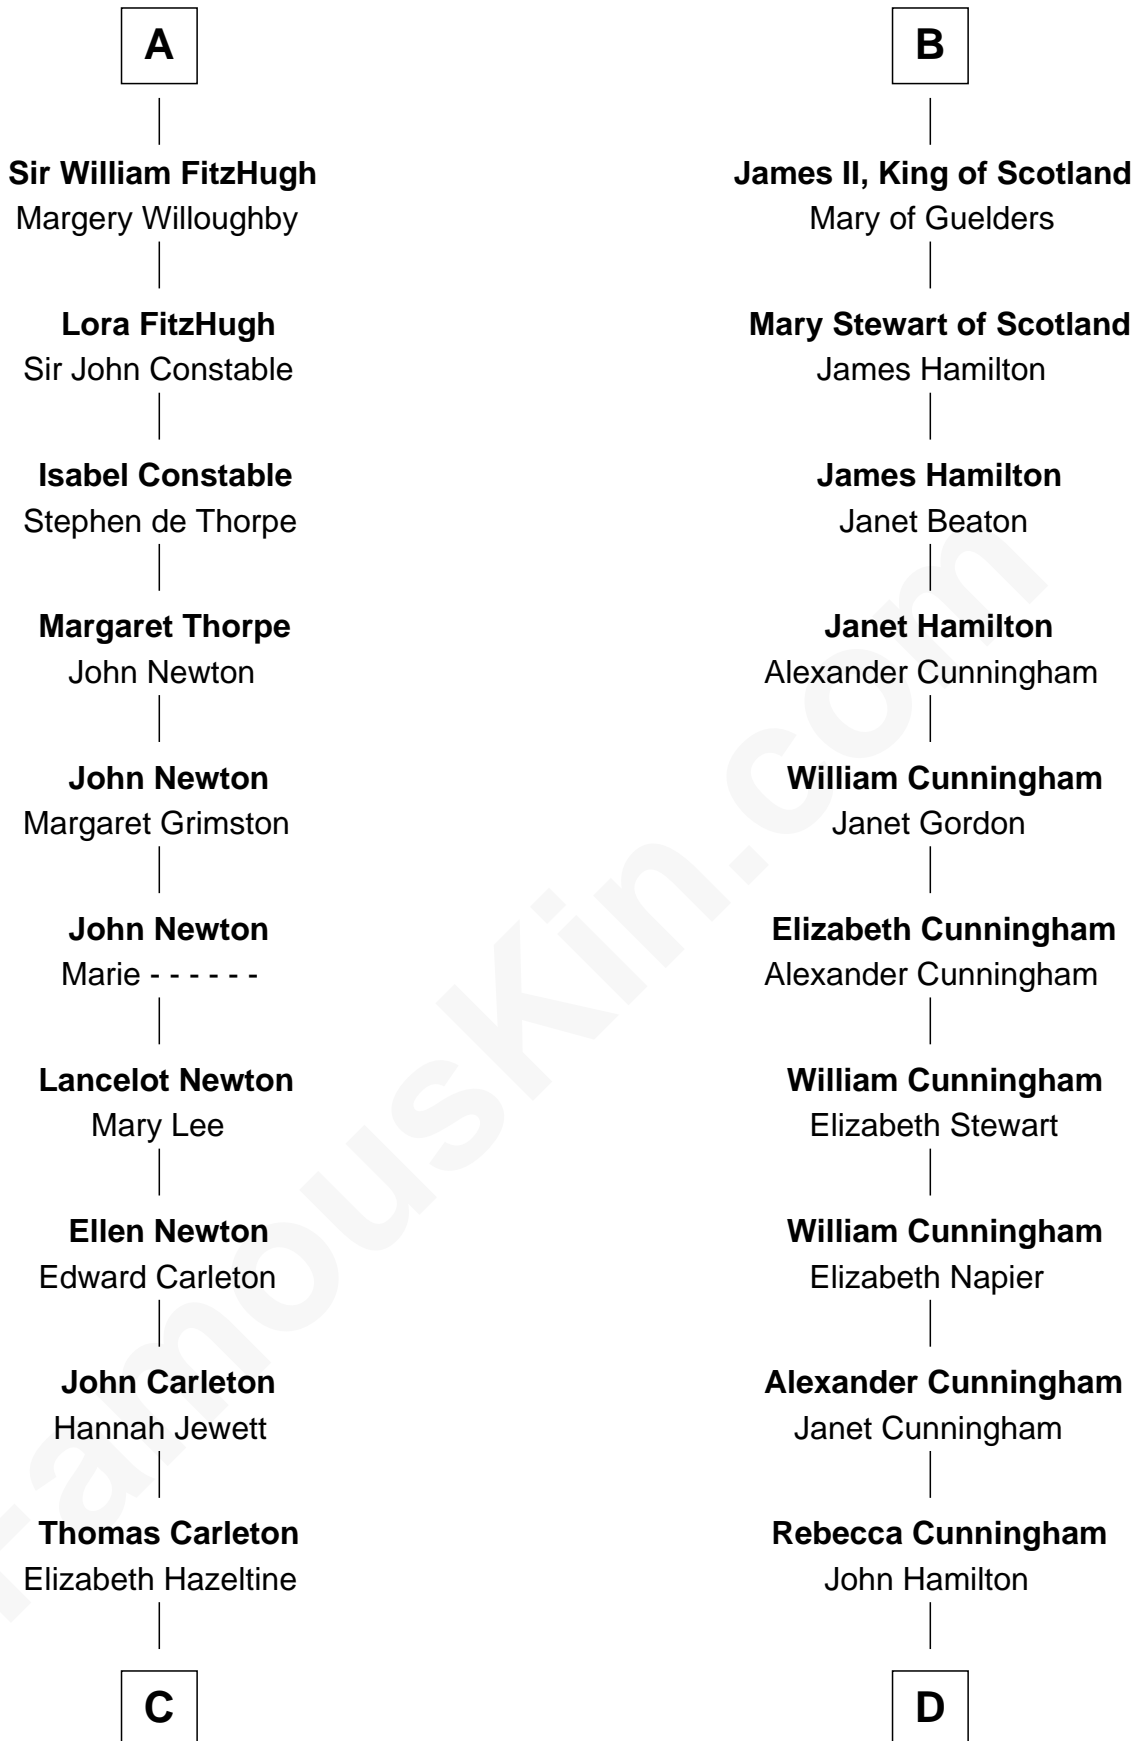 A
Sir William FitzHugh
Margery Willoughby
Lora FitzHugh
Sir John Constable
Isabel Constable
Stephen de Thorpe
Margaret Thorpe
John Newton
John Newton
Margaret Grimston
John Newton
Marie - - - - - -
Lancelot Newton
Mary Lee
Ellen Newton
Edward Carleton
John Carleton
Hannah Jewett
Thomas Carleton
Elizabeth Hazeltine
C
B
James II, King of Scotland
Mary of Guelders
Mary Stewart of Scotland
James Hamilton
James Hamilton
Janet Beaton
Janet Hamilton
Alexander Cunningham
William Cunningham
Janet Gordon
Elizabeth Cunningham
Alexander Cunningham
William Cunningham
Elizabeth Stewart
William Cunningham
Elizabeth Napier
Alexander Cunningham
Janet Cunningham
Rebecca Cunningham
John Hamilton
D
FamousKin.com